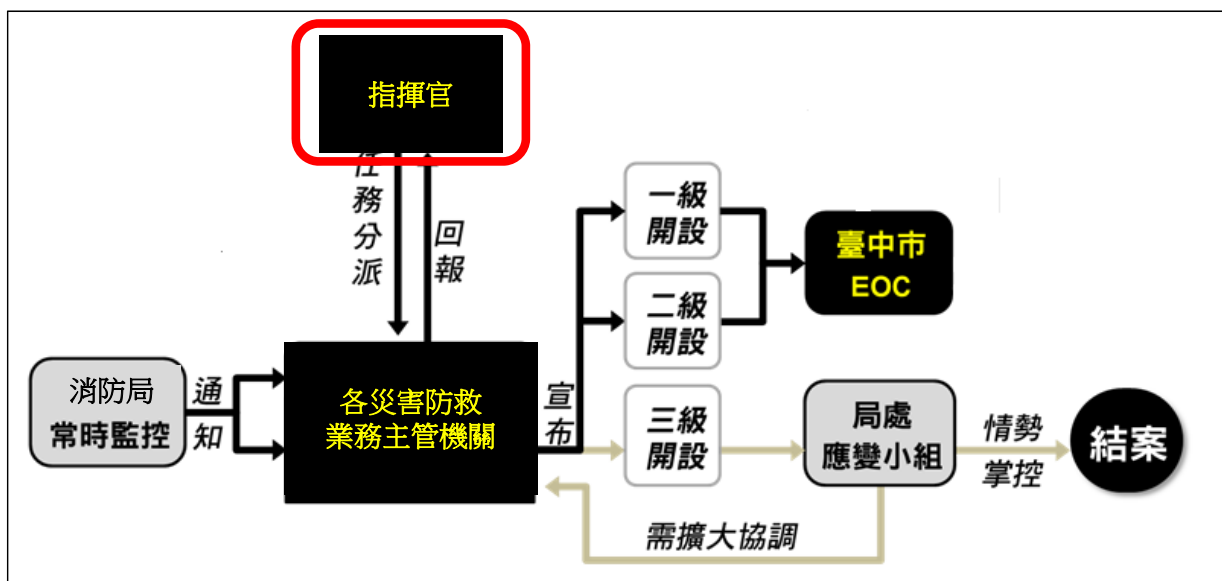 指揮官
任務分派
回報
一級
開設
臺中市
EOC
二級
開設
消防局
常時監控
通知
各災害防救
業務主管機關
宣布
三級
開設
局處
應變小組
情勢
掌控
結案
需擴大協調